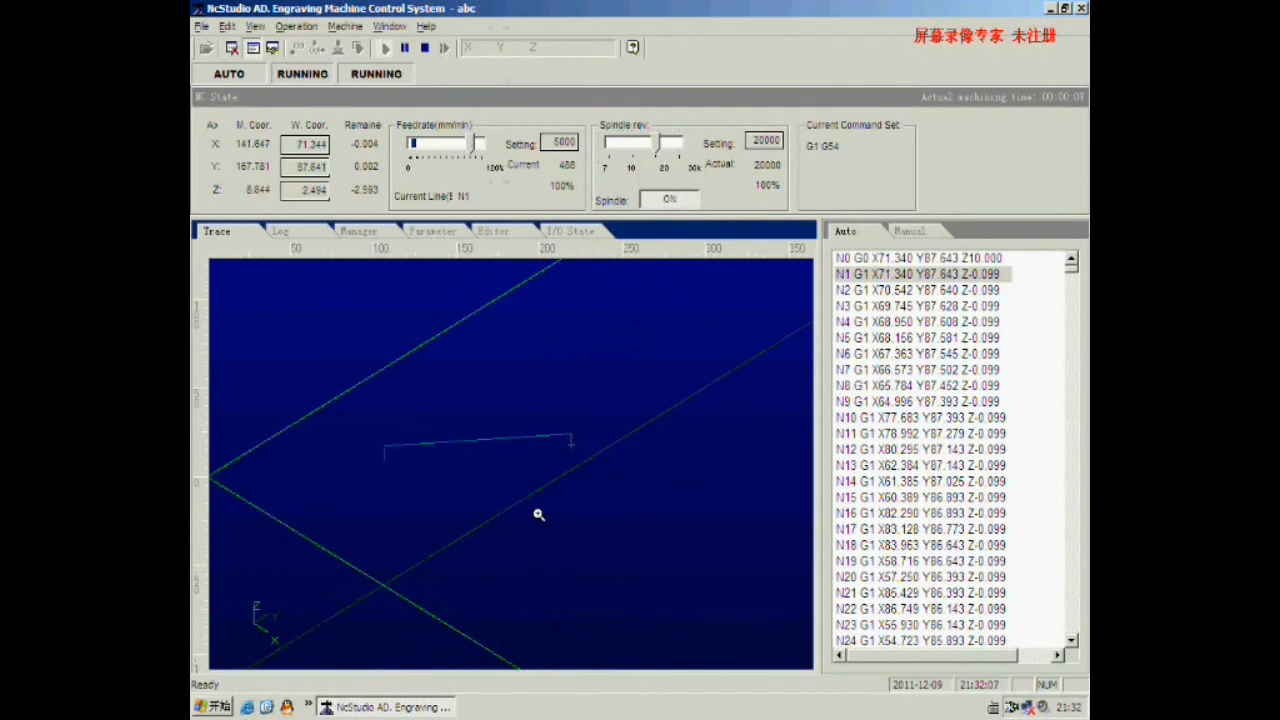 NcStudio AD. Engraving Machine Control System - abc
File Edit View Operation Machine Window Help
屏幕录像专家 未注册
X Y Z
AUTO RUNNING RUNNING
NC State Actual machining time: 00:00:07
M. Coor. W. Coor. Remaine
X: 141.647 71.344 -0.004
Y: 167.781 87.641 0.002
Z: 8.844 2.494 -2.593
Feedrate(mm/min)
Setting: 5000
0 120% Current 488
100%
Current Line( N1
Spindle rev.
Setting: 20000
7 10 20 30k Actual: 20000
100%
Spindle: ON
Current Command Set:
G1 G54
Trace Log Manager Parameter Editor I/O State
Auto Manual
50 100 150 200 250 300 350
N0 G0 X71.340 Y87.643 Z10.000
N1 G1 X71.340 Y87.643 Z-0.099
N2 G1 X70.542 Y87.640 Z-0.099
N3 G1 X69.745 Y87.628 Z-0.099
N4 G1 X68.950 Y87.608 Z-0.099
N5 G1 X68.156 Y87.581 Z-0.099
N6 G1 X67.363 Y87.545 Z-0.099
N7 G1 X66.573 Y87.502 Z-0.099
N8 G1 X65.784 Y87.452 Z-0.099
N9 G1 X64.996 Y87.393 Z-0.099
N10 G1 X77.683 Y87.393 Z-0.099
N11 G1 X78.992 Y87.279 Z-0.099
N12 G1 X80.295 Y87.143 Z-0.099
N13 G1 X62.384 Y87.143 Z-0.099
N14 G1 X61.385 Y87.025 Z-0.099
N15 G1 X60.389 Y86.893 Z-0.099
N16 G1 X82.290 Y86.893 Z-0.099
N17 G1 X83.128 Y86.773 Z-0.099
N18 G1 X83.963 Y86.643 Z-0.099
N19 G1 X58.716 Y86.643 Z-0.099
N20 G1 X57.250 Y86.393 Z-0.099
N21 G1 X85.429 Y86.393 Z-0.099
N22 G1 X86.749 Y86.143 Z-0.099
N23 G1 X55.930 Y86.143 Z-0.099
N24 G1 X54.723 Y85.893 Z-0.099
Z
Y
X
Ready 2011-12-09 21:32:07 NUM
开始 NcStudio AD. Engraving ... 21:32